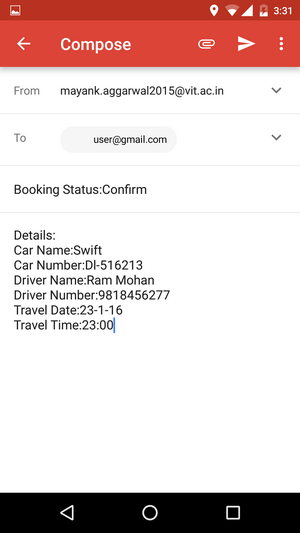 3:31
Compose
From mayank.aggarwal2015@vit.ac.in
To user@gmail.com
Booking Status:Confirm
Details:
Car Name:Swift
Car Number:Dl-516213
Driver Name:Ram Mohan
Driver Number:9818456277
Travel Date:23-1-16
Travel Time:23:00